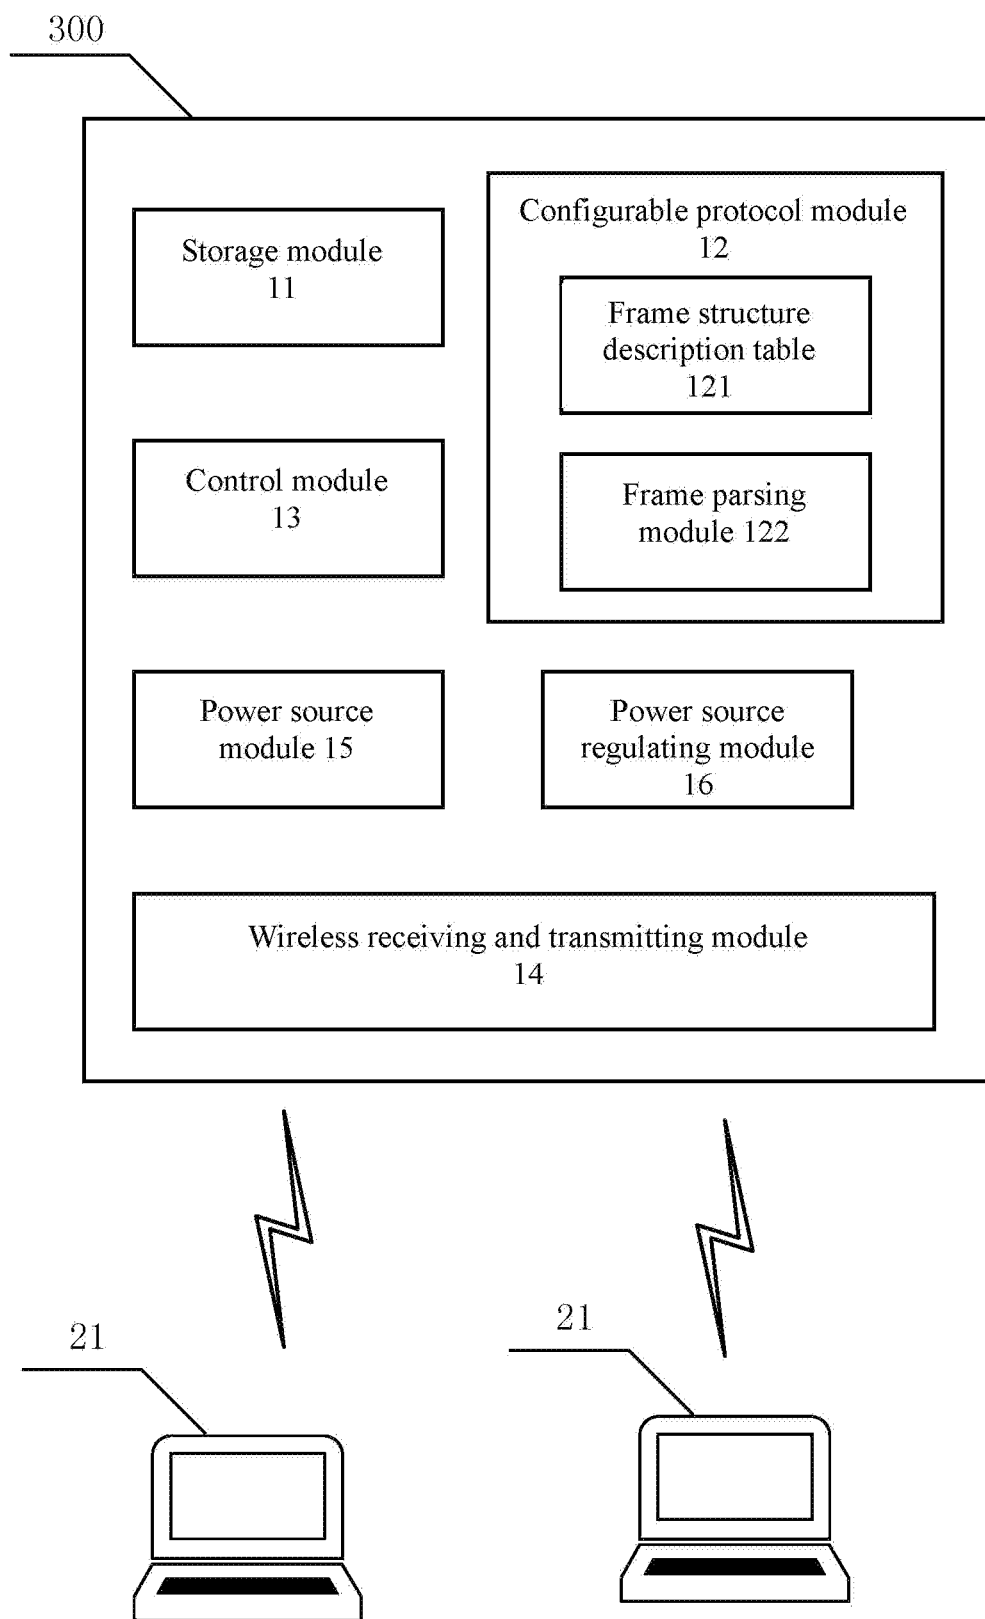 300
Storage module
11
Configurable protocol module
12
Frame structure
description table
121
Control module
13
Frame parsing
module 122
Power source
module 15
Power source
regulating module
16
Wireless receiving and transmitting module
14
21
21